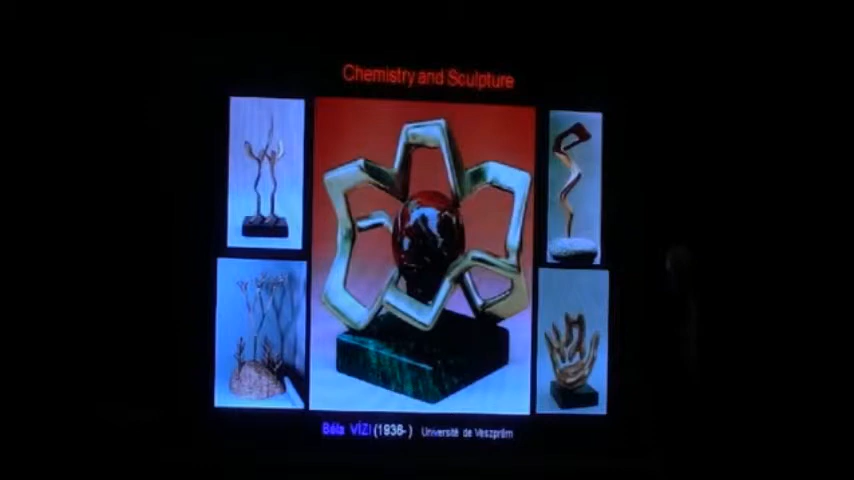 Chemistry and Sculpture
Béla VÍZI (1936-) Université de Veszprém